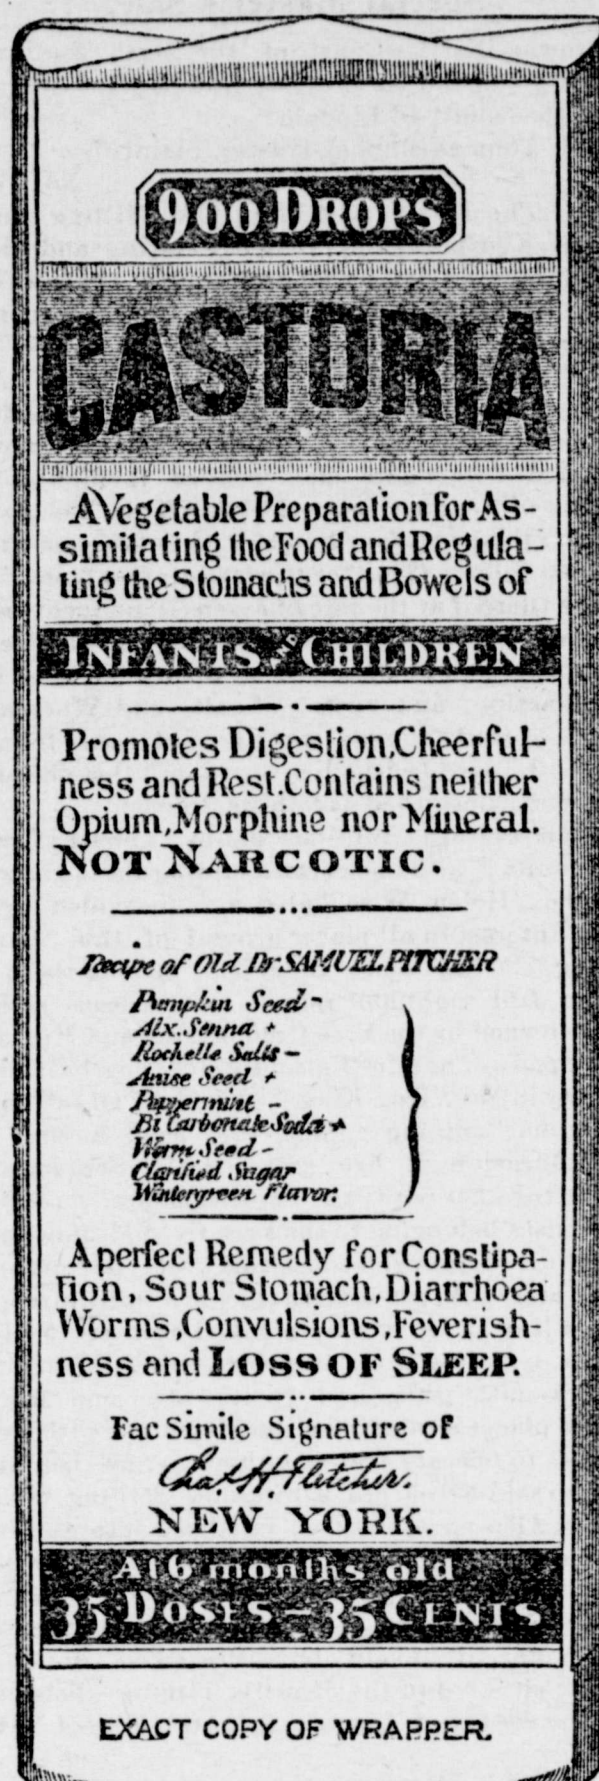 900 DROPS
CASTORIA
A Vegetable Preparation for As-
similating the Food and Regula-
ting the Stomachs and Bowels of
INFANTS AND CHILDREN
Promotes Digestion, Cheerful-
ness and Rest. Contains neither
Opium, Morphine nor Mineral.
NOT NARCOTIC.
Recipe of Old Dr SAMUEL PITCHER
Pumpkin Seed -
Alx. Senna +
Rochelle Salts -
Anise Seed +
Peppermint -
Bi Carbonate Soda +
Worm Seed -
Clarified Sugar
Wintergreen Flavor.
A perfect Remedy for Constipa-
tion, Sour Stomach, Diarrhoea
Worms, Convulsions, Feverish-
ness and LOSS OF SLEEP.
Fac Simile Signature of
Chas. H. Fletcher.
NEW YORK.
At 6 months old
35 DOSES – 35 CENTS
EXACT COPY OF WRAPPER.